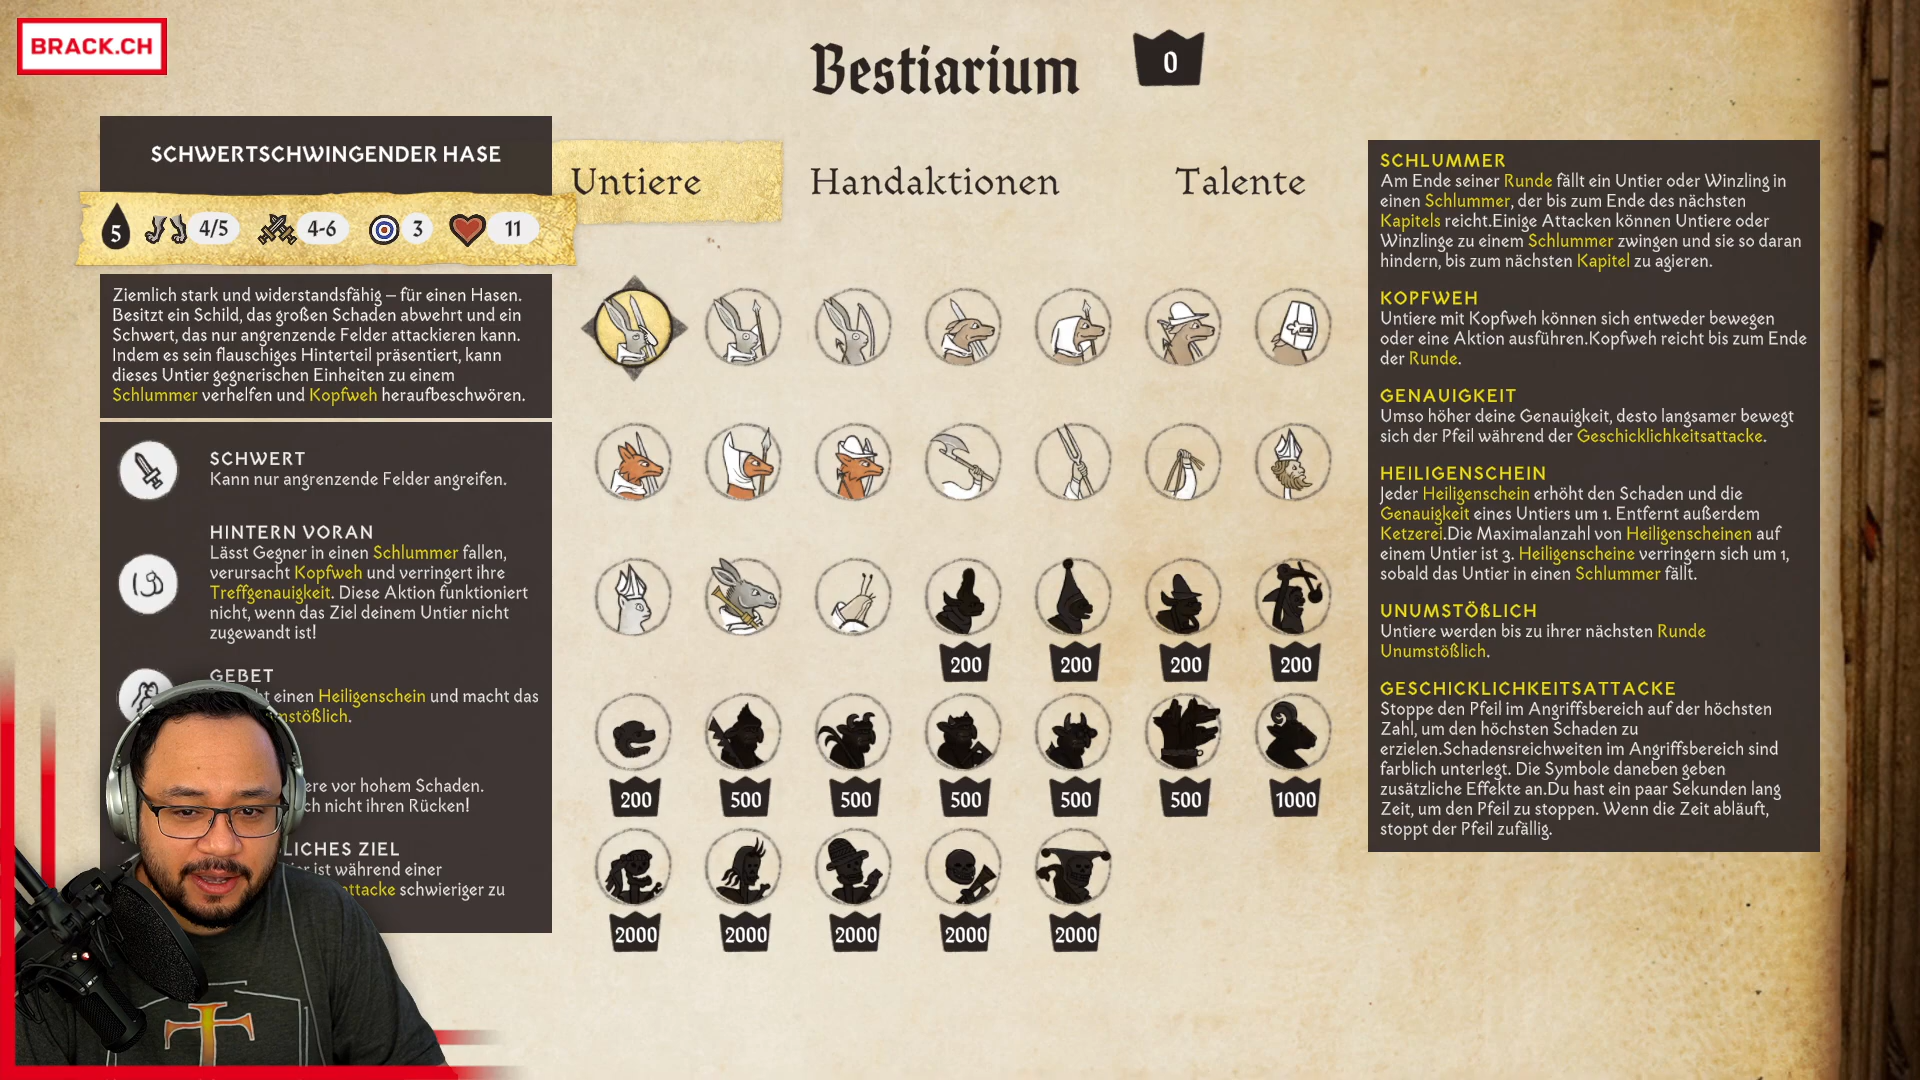 BRACK.CH
Bestiarium
0
SCHWERTSCHWINGENDER HASE
5
4/5
4-6
3
11
Ziemlich stark und widerstandsfähig – für einen Hasen.
Besitzt ein Schild, das großen Schaden abwehrt und ein
Schwert, das nur angrenzende Felder attackieren kann.
Indem es sein flauschiges Hinterteil präsentiert, kann
dieses Untier gegnerischen Einheiten zu einem
Schlummer verhelfen und Kopfweh heraufbeschwören.
SCHWERT
Kann nur angrenzende Felder angreifen.
HINTERN VORAN
Lässt Gegner in einen Schlummer fallen,
verursacht Kopfweh und verringert ihre
Treffgenauigkeit. Diese Aktion funktioniert
nicht, wenn das Ziel deinem Untier nicht
zugewandt ist!
GEBET
einen Heiligenschein und macht das
vor hohem Schaden.
nicht ihren Rücken!
ZIEL
ist während einer
schwieriger zu
Untiere
Handaktionen
Talente
200
200
200
200
200
500
500
500
500
500
1000
2000
2000
2000
2000
2000
SCHLUMMER
Am Ende seiner Runde fällt ein Untier oder Winzling in
einen Schlummer, der bis zum Ende des nächsten
Kapitels reicht.Einige Attacken können Untiere oder
Winzlinge zu einem Schlummer zwingen und sie so daran
hindern, bis zum nächsten Kapitel zu agieren.
KOPFWEH
Untiere mit Kopfweh können sich entweder bewegen
oder eine Aktion ausführen.Kopfweh reicht bis zum Ende
der Runde.
GENAUIGKEIT
Umso höher deine Genauigkeit, desto langsamer bewegt
sich der Pfeil während der Geschicklichkeitsattacke.
HEILIGENSCHEIN
Jeder Heiligenschein erhöht den Schaden und die
Genauigkeit eines Untiers um 1. Entfernt außerdem
Ketzerei.Die Maximalanzahl von Heiligenscheinen auf
einem Untier ist 3. Heiligenscheine verringern sich um 1,
sobald das Untier in einen Schlummer fällt.
UNUMSTÖßLICH
Untiere werden bis zu ihrer nächsten Runde
Unumstößlich.
GESCHICKLICHKEITSATTACKE
Stoppe den Pfeil im Angriffsbereich auf der höchsten
Zahl, um den höchsten Schaden zu
erzielen.Schadensreichweiten im Angriffsbereich sind
farblich unterlegt. Die Symbole daneben geben
zusätzliche Effekte an.Du hast ein paar Sekunden lang
Zeit, um den Pfeil zu stoppen. Wenn die Zeit abläuft,
stoppt der Pfeil zufällig.